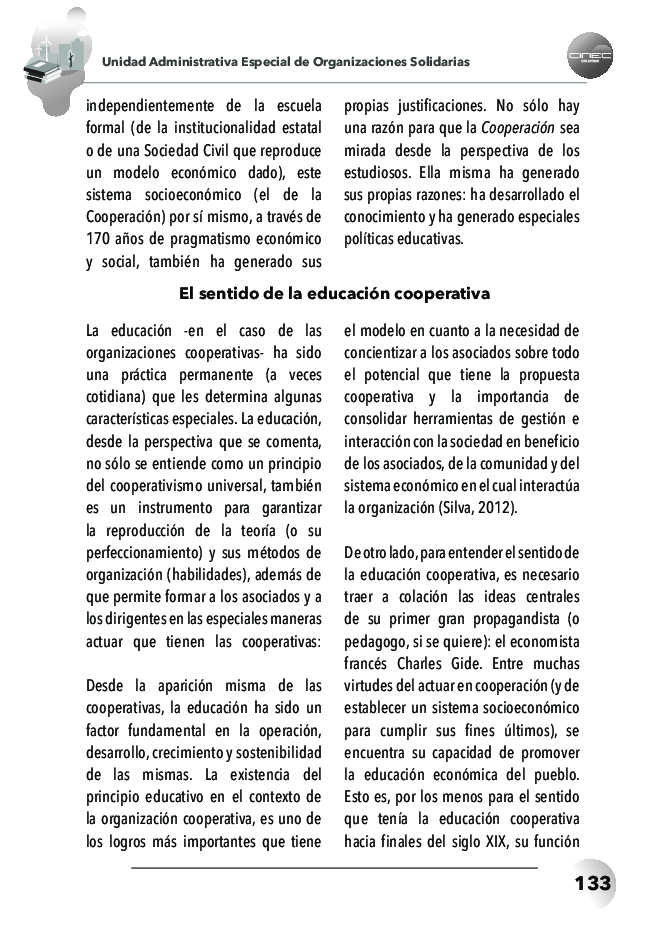 Unidad Administrativa Especial de Organizaciones Solidarias
CINEC
COLOMBIA
independientemente de la escuela
formal (de la institucionalidad estatal
o de una Sociedad Civil que reproduce
un modelo económico dado), este
sistema socioeconómico (el de la
Cooperación) por sí mismo, a través de
170 años de pragmatismo económico
y social, también ha generado sus
propias justificaciones. No sólo hay
una razón para que la Cooperación sea
mirada desde la perspectiva de los
estudiosos. Ella misma ha generado
sus propias razones: ha desarrollado el
conocimiento y ha generado especiales
políticas educativas.
El sentido de la educación cooperativa
La educación -en el caso de las
organizaciones cooperativas- ha sido
una práctica permanente (a veces
cotidiana) que les determina algunas
características especiales. La educación,
desde la perspectiva que se comenta,
no sólo se entiende como un principio
del cooperativismo universal, también
es un instrumento para garantizar
la reproducción de la teoría (o su
perfeccionamiento) y sus métodos de
organización (habilidades), además de
que permite formar a los asociados y a
los dirigentes en las especiales maneras
actuar que tienen las cooperativas:
Desde la aparición misma de las
cooperativas, la educación ha sido un
factor fundamental en la operación,
desarrollo, crecimiento y sostenibilidad
de las mismas. La existencia del
principio educativo en el contexto de
la organización cooperativa, es uno de
los logros más importantes que tiene
el modelo en cuanto a la necesidad de
concientizar a los asociados sobre todo
el potencial que tiene la propuesta
cooperativa y la importancia de
consolidar herramientas de gestión e
interacción con la sociedad en beneficio
de los asociados, de la comunidad y del
sistema económico en el cual interactúa
la organización (Silva, 2012).
De otro lado, para entender el sentido de
la educación cooperativa, es necesario
traer a colación las ideas centrales
de su primer gran propagandista (o
pedagogo, si se quiere): el economista
francés Charles Gide. Entre muchas
virtudes del actuar en cooperación (y de
establecer un sistema socioeconómico
para cumplir sus fines últimos), se
encuentra su capacidad de promover
la educación económica del pueblo.
Esto es, por los menos para el sentido
que tenía la educación cooperativa
hacia finales del siglo XIX, su función
133